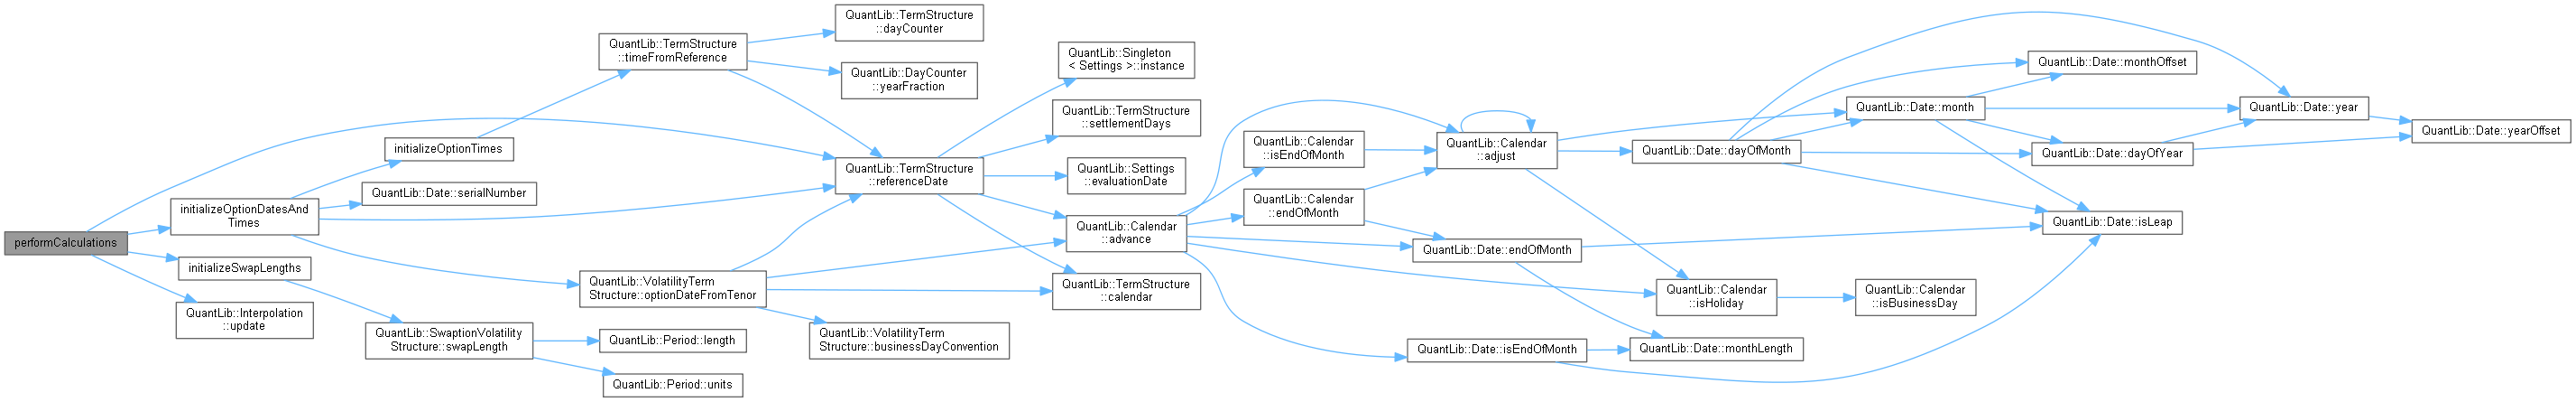 performCalculations
initializeOptionDatesAnd
Times
initializeSwapLengths
QuantLib::Interpolation
::update
initializeOptionTimes
QuantLib::Date::serialNumber
QuantLib::SwaptionVolatility
Structure::swapLength
QuantLib::TermStructure
::timeFromReference
QuantLib::VolatilityTerm
Structure::optionDateFromTenor
QuantLib::Period::length
QuantLib::Period::units
QuantLib::TermStructure
::dayCounter
QuantLib::DayCounter
::yearFraction
QuantLib::TermStructure
::referenceDate
QuantLib::VolatilityTerm
Structure::businessDayConvention
QuantLib::Singleton
< Settings >::instance
QuantLib::TermStructure
::settlementDays
QuantLib::Settings
::evaluationDate
QuantLib::Calendar
::advance
QuantLib::TermStructure
::calendar
QuantLib::Calendar
::isEndOfMonth
QuantLib::Calendar
::endOfMonth
QuantLib::Calendar
::adjust
QuantLib::Date::endOfMonth
QuantLib::Date::isEndOfMonth
QuantLib::Date::dayOfMonth
QuantLib::Calendar
::isHoliday
QuantLib::Date::monthLength
QuantLib::Date::month
QuantLib::Calendar
::isBusinessDay
QuantLib::Date::monthOffset
QuantLib::Date::dayOfYear
QuantLib::Date::isLeap
QuantLib::Date::year
QuantLib::Date::yearOffset